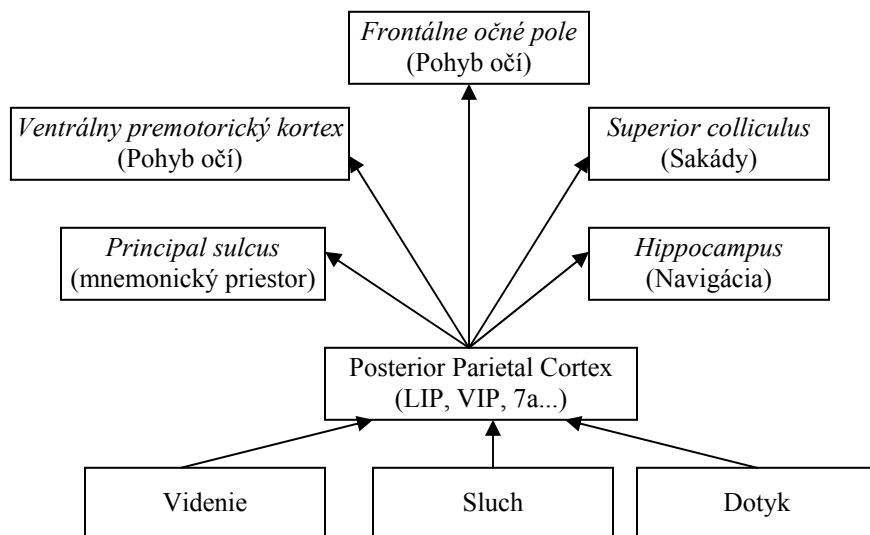 Frontálne očné pole
(Pohyb očí)
Ventrálny premotorický kortex
(Pohyb očí)
Superior colliculus
(Sakády)
Principal sulcus
(mnemonický priestor)
Hippocampus
(Navigácia)
Posterior Parietal Cortex
(LIP, VIP, 7a...)
Videnie
Sluch
Dotyk